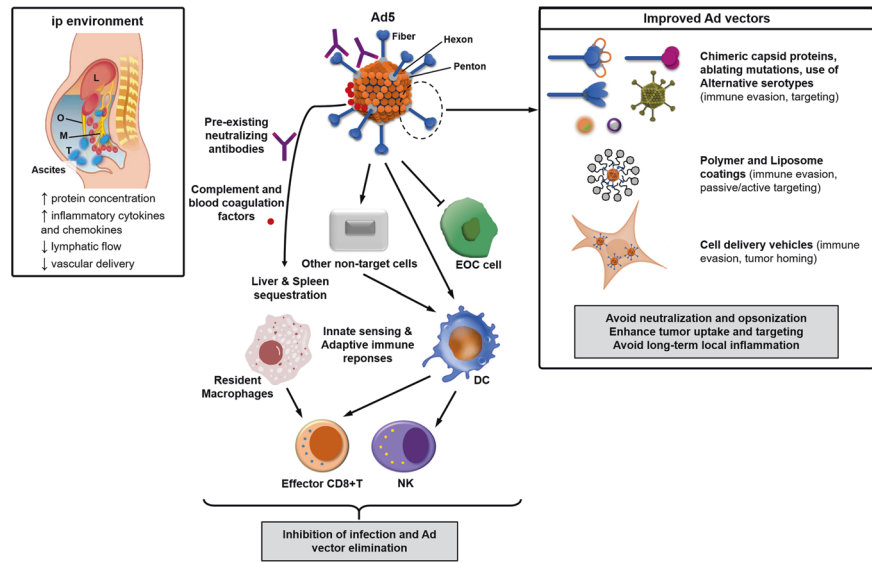 ip environment
L
O
M
T
Ascites
↑ protein concentration
↑ inflammatory cytokines
and chemokines
↓ lymphatic flow
↓ vascular delivery
Ad5
Fiber
Hexon
Penton
Pre-existing
neutralizing
antibodies
Complement and
blood coagulation
factors
Other non-target cells
EOC cell
Liver & Spleen
sequestration
Innate sensing &
Adaptive immune
reponses
Resident
Macrophages
DC
Effector CD8+T
NK
Inhibition of infection and Ad
vector elimination
Improved Ad vectors
Chimeric capsid proteins,
ablating mutations, use of
Alternative serotypes
(immune evasion, targeting)
Polymer and Liposome
coatings (immune evasion,
passive/active targeting)
Cell delivery vehicles (immune
evasion, tumor homing)
Avoid neutralization and opsonization
Enhance tumor uptake and targeting
Avoid long-term local inflammation